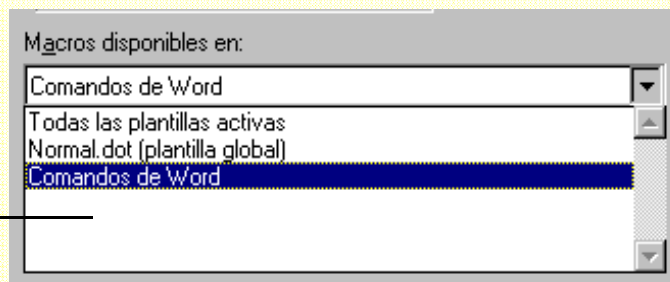 Macros disponibles en:
Comandos de Word
Todas las plantillas activas
Normal.dot (plantilla global)
Comandos de Word